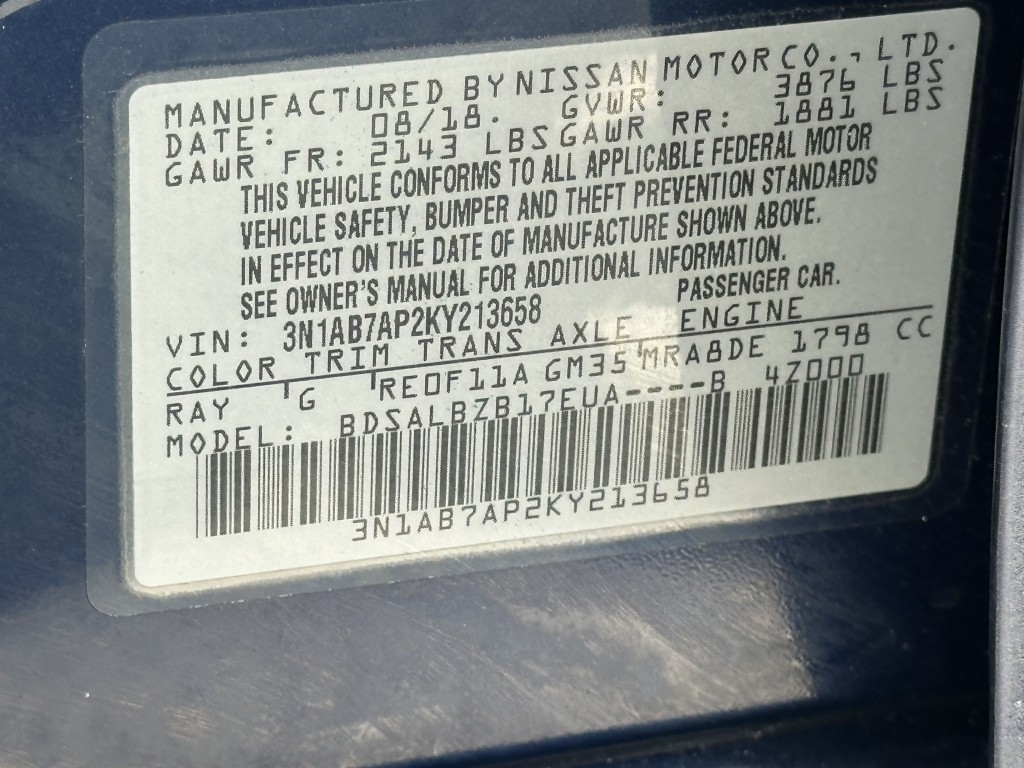 MANUFACTURED BY NISSAN MOTOR CO., LTD.
DATE: 08/18. GVWR: 3876 LBS
GAWR FR: 2143 LBS GAWR RR: 1881 LBS
THIS VEHICLE CONFORMS TO ALL APPLICABLE FEDERAL MOTOR
VEHICLE SAFETY, BUMPER AND THEFT PREVENTION STANDARDS
IN EFFECT ON THE DATE OF MANUFACTURE SHOWN ABOVE.
SEE OWNER'S MANUAL FOR ADDITIONAL INFORMATION.
VIN: 3N1AB7AP2KY213658 PASSENGER CAR.
COLOR TRIM TRANS AXLE ENGINE
RAY G RE0F11A GM35 MRA8DE 1798 CC
MODEL: BDSALBZB17EUA----B 4Z000
3N1AB7AP2KY213658